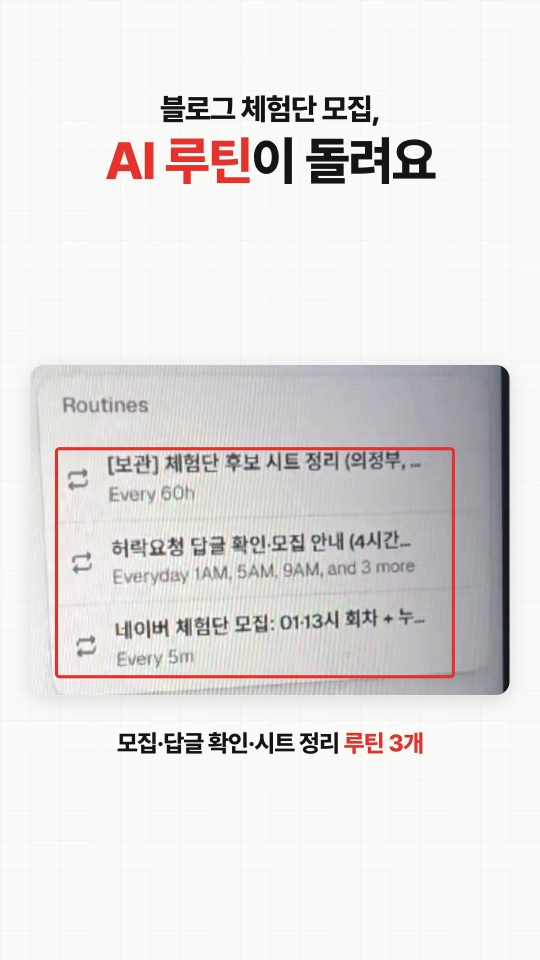 블로그 체험단 모집,
AI 루틴이 돌려요
Routines
[보관] 체험단 후보 시트 정리 (의정부, ...
Every 60h
허락요청 답글 확인·모집 안내 (4시간...
Everyday 1AM, 5AM, 9AM, and 3 more
네이버 체험단 모집: 01·13시 회차 + 누...
Every 5m
모집·답글 확인·시트 정리 루틴 3개